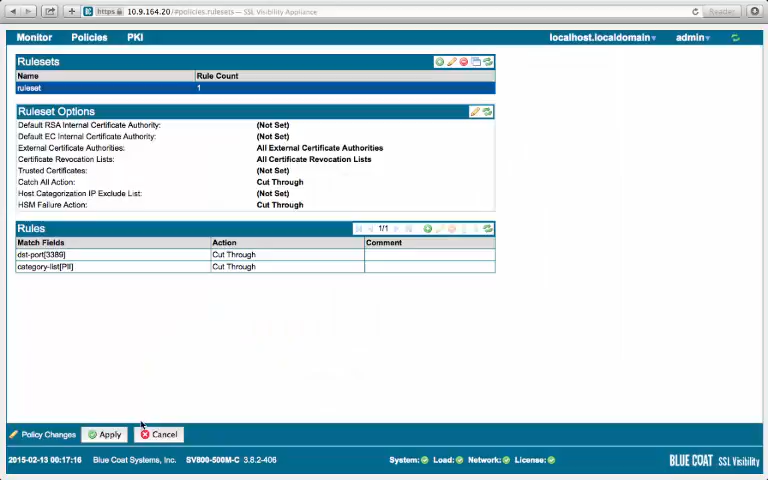 https 10.9.164.20/#policies.rulesets — SSL Visibility Appliance Reader
Monitor Policies PKI localhost.localdomain admin
Rulesets
Name Rule Count
ruleset 1
Ruleset Options
Default RSA Internal Certificate Authority: (Not Set)
Default EC Internal Certificate Authority: (Not Set)
External Certificate Authorities: All External Certificate Authorities
Certificate Revocation Lists: All Certificate Revocation Lists
Trusted Certificates: (Not Set)
Catch All Action: Cut Through
Host Categorization IP Exclude List: (Not Set)
HSM Failure Action: Cut Through
Rules 1/1
Match Fields Action Comment
dst-port[3389] Cut Through
category-list[PII] Cut Through
Policy Changes Apply Cancel
2015-02-13 00:17:16 Blue Coat Systems, Inc. SV800-500M-C 3.8.2-406 System: Load: Network: License: BLUE COAT SSL Visibility